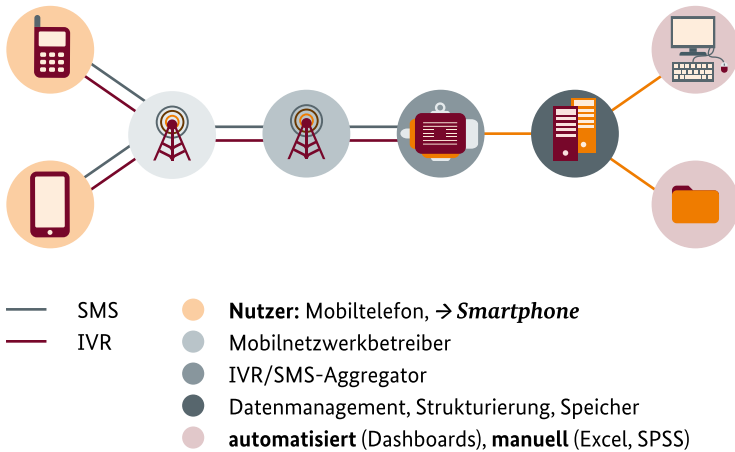 SMS
IVR
Nutzer: Mobiltelefon, → Smartphone
Mobilnetzwerkbetreiber
IVR/SMS-Aggregator
Datenmanagement, Strukturierung, Speicher
automatisiert (Dashboards), manuell (Excel, SPSS)